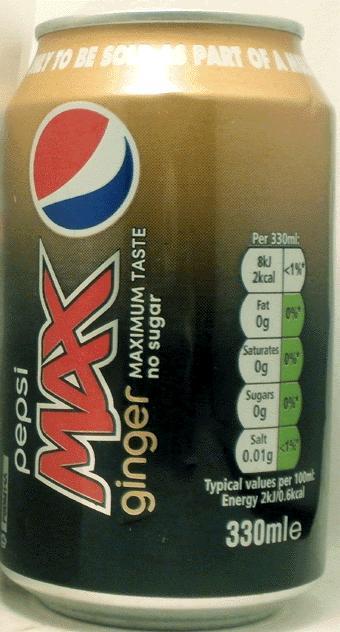 TO BE SOLD AS PART OF A
pepsi
MAX
ginger
MAXIMUM TASTE
no sugar
Per 330ml:
8kJ
2kcal
<1%*
Fat
0g
0%*
Saturates
0g
0%*
Sugars
0g
0%*
Salt
0.01g
<1%*
Typical values per 100ml:
Energy 2kJ/0.6kcal
330ml℮